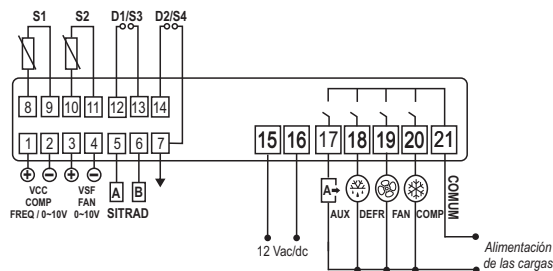 S1 S2 D1/S3 D2/S4
8 9 10 11 12 13 14
1 2 3 4 5 6 7
15 16 17 18 19 20 21
+ − + − A B
VCC VSF
COMP FAN
FREQ / 0~10V 0~10V SITRAD
A
AUX DEFR FAN COMP
COMUM
12 Vac/dc
Alimentación
de las cargas